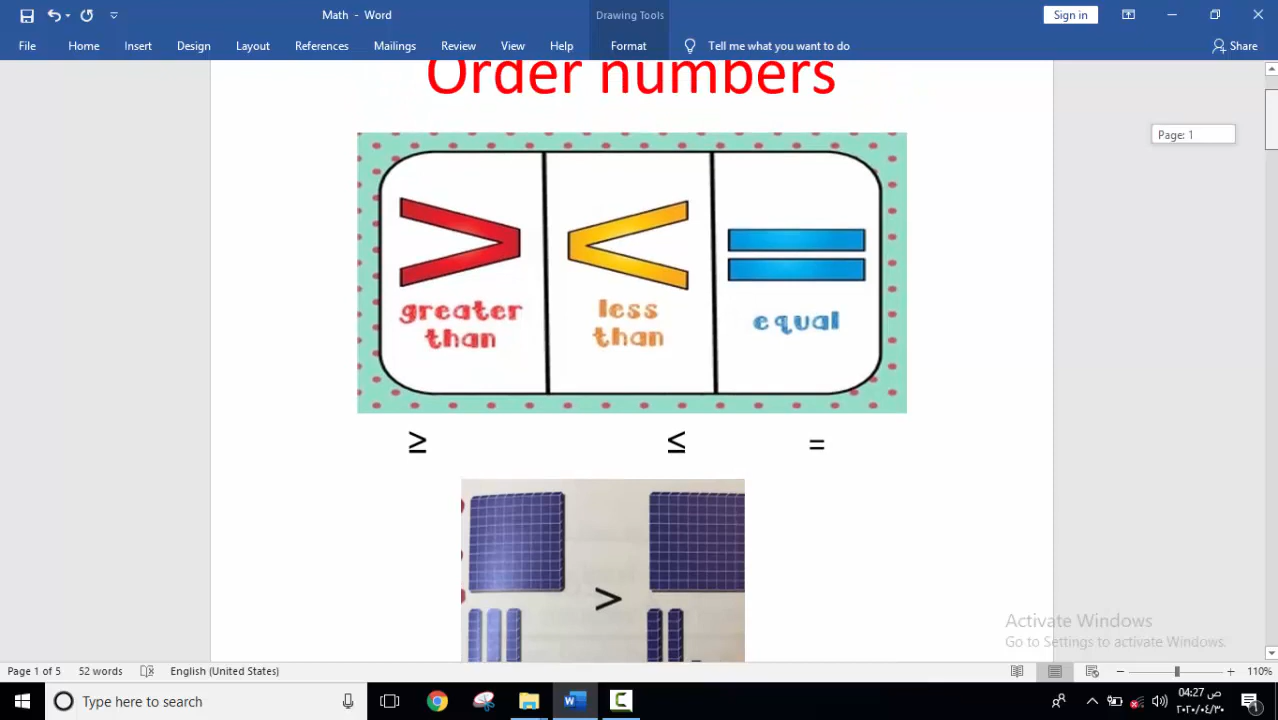 Math - Word
Drawing Tools
Sign in
File Home Insert Design Layout References Mailings Review View Help Format Tell me what you want to do Share
Order numbers
Page: 1
> < =
greater than
less than
equal
≥ ≤ =
>
Activate Windows
Go to Settings to activate Windows.
Page 1 of 5 52 words English (United States) 110%
Type here to search
04:27 ص
٢٠٢٠/٠٤/٣٠
1